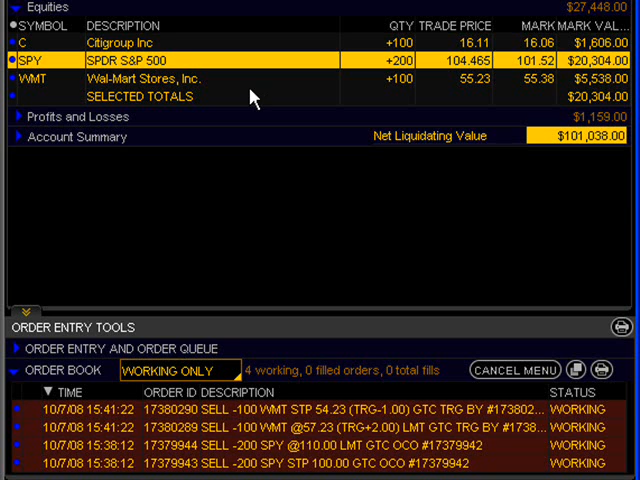 Equities $27,448.00
SYMBOL DESCRIPTION QTY TRADE PRICE MARK MARK VAL...
C Citigroup Inc +100 16.11 16.06 $1,606.00
SPY SPDR S&P 500 +200 104.465 101.52 $20,304.00
WMT Wal-Mart Stores, Inc. +100 55.23 55.38 $5,538.00
SELECTED TOTALS $20,304.00
Profits and Losses $1,159.00
Account Summary Net Liquidating Value $101,038.00
ORDER ENTRY TOOLS
ORDER ENTRY AND ORDER QUEUE
ORDER BOOK WORKING ONLY 4 working, 0 filled orders, 0 total fills CANCEL MENU
TIME ORDER ID DESCRIPTION STATUS
10/7/08 15:41:22 17380290 SELL -100 WMT STP 54.23 (TRG-1.00) GTC TRG BY #173802... WORKING
10/7/08 15:41:22 17380289 SELL -100 WMT @57.23 (TRG+2.00) LMT GTC TRG BY #1738... WORKING
10/7/08 15:38:12 17379944 SELL -200 SPY @110.00 LMT GTC OCO #17379942 WORKING
10/7/08 15:38:12 17379943 SELL -200 SPY STP 100.00 GTC OCO #17379942 WORKING